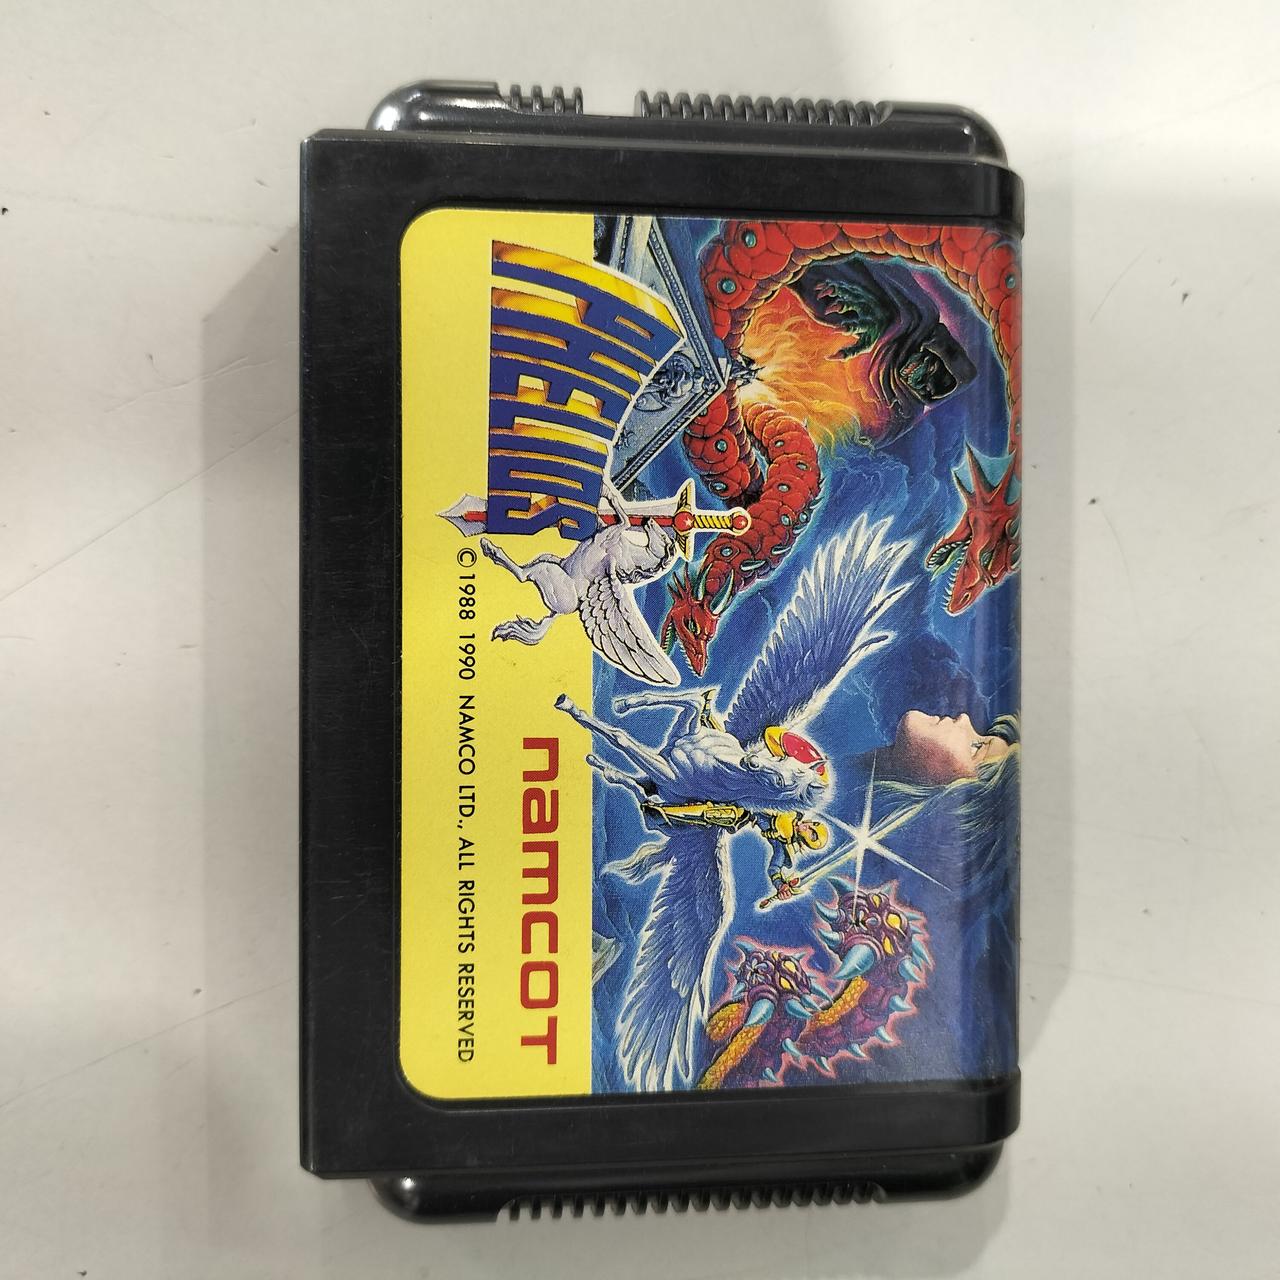 PHELIOS
namcot
©1988 1990 NAMCO LTD., ALL RIGHTS RESERVED